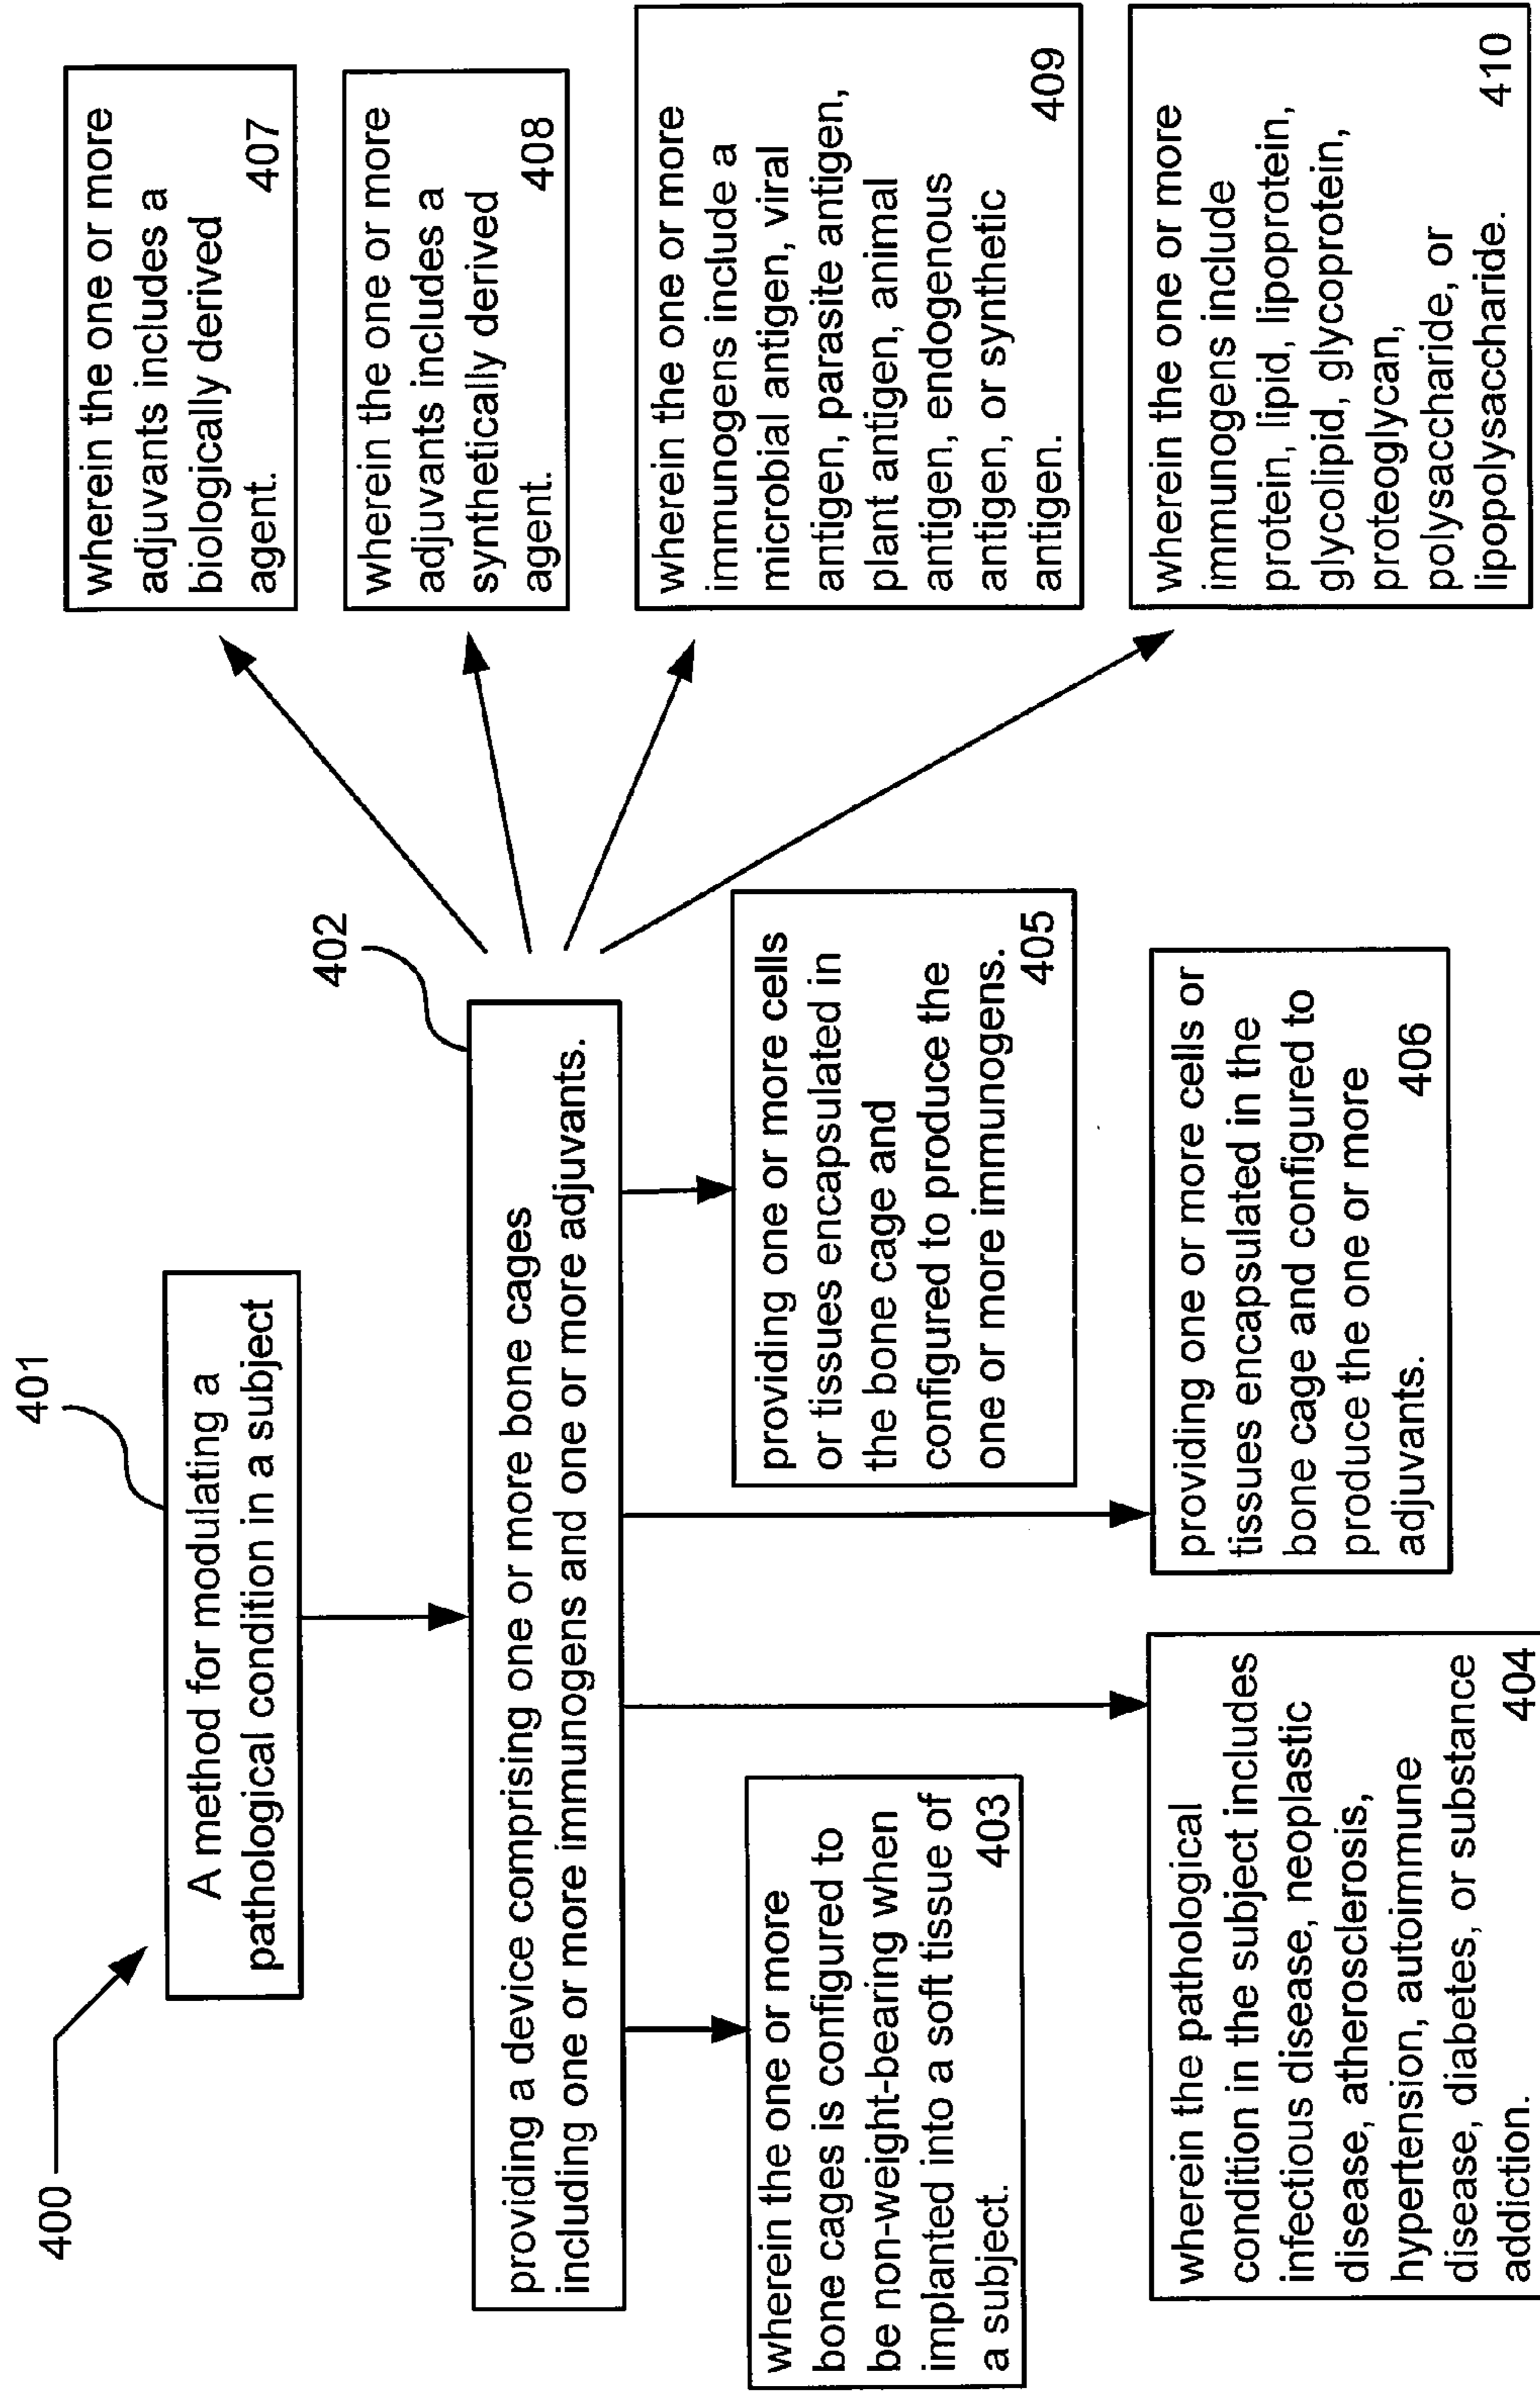 400
401
A method for modulating a
pathological condition in a subject
402
providing a device comprising one or more bone cages
including one or more immunogens and one or more adjuvants.
wherein the one or more
bone cages is configured to
be non-weight-bearing when
implanted into a soft tissue of
a subject.
403
wherein the pathological
condition in the subject includes
infectious disease, neoplastic
disease, atherosclerosis,
hypertension, autoimmune
disease, diabetes, or substance
addiction.
404
providing one or more cells
or tissues encapsulated in
the bone cage and
configured to produce the
one or more immunogens.
405
providing one or more cells or
tissues encapsulated in the
bone cage and configured to
produce the one or more
adjuvants.
406
wherein the one or more
adjuvants includes a
biologically derived
agent.
407
wherein the one or more
adjuvants includes a
synthetically derived
agent.
408
wherein the one or more
immunogens include a
microbial antigen, viral
antigen, parasite antigen,
plant antigen, animal
antigen, endogenous
antigen, or synthetic
antigen.
409
wherein the one or more
immunogens include
protein, lipid, lipoprotein,
glycolipid, glycoprotein,
proteoglycan,
polysaccharide, or
lipopolysaccharide.
410